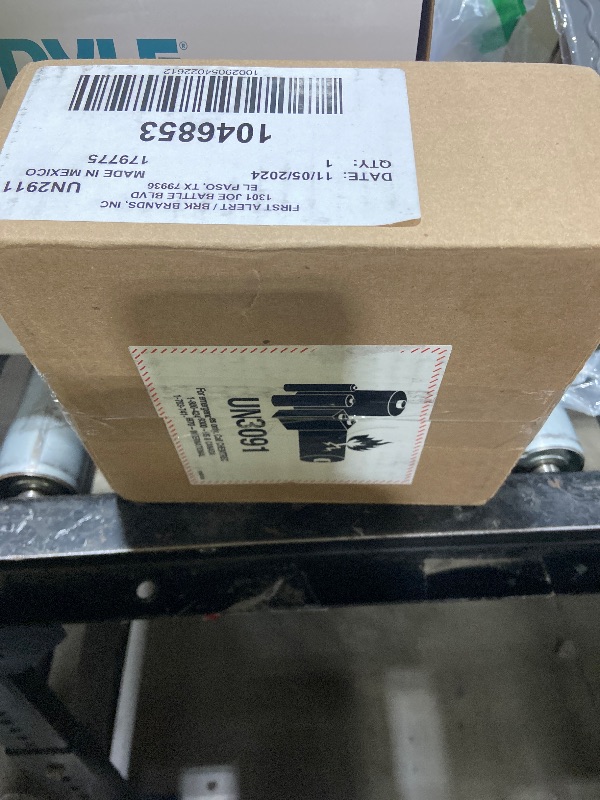 PYLE®
FIRST ALERT / BRK BRANDS, INC
1301 JOE BATTLE BLVD
EL PASO, TX 79936
UN2911
DATE: 11/05/2024
MADE IN MEXICO
QTY: 1
179775
1046853
10029054022612
UN3091